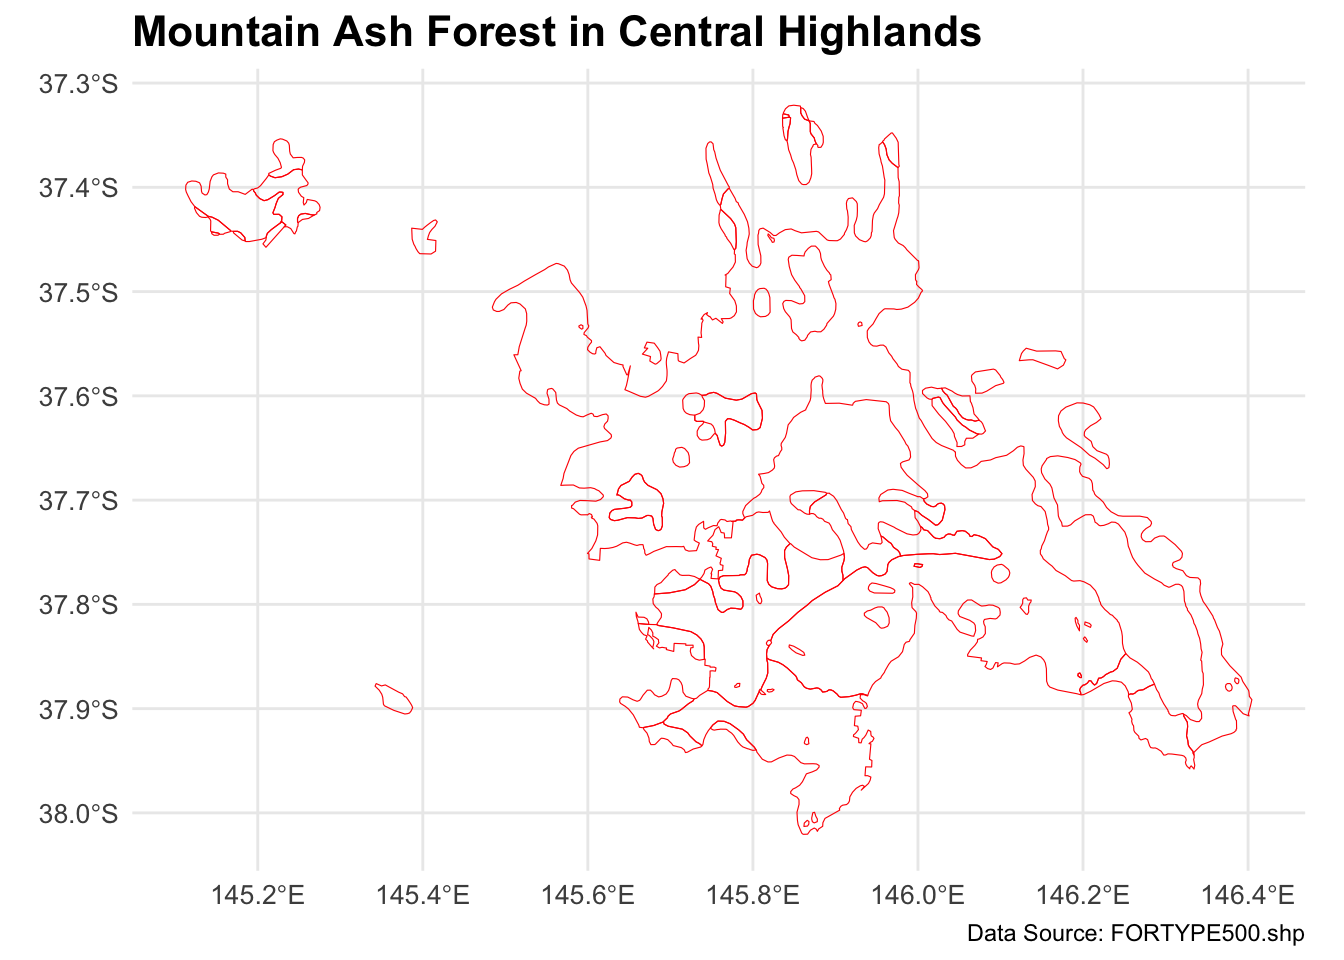 Mountain Ash Forest in Central Highlands
37.3°S
37.4°S
37.5°S
37.6°S
37.7°S
37.8°S
37.9°S
38.0°S
145.2°E 145.4°E 145.6°E 145.8°E 146.0°E 146.2°E 146.4°E
Data Source: FORTYPE500.shp